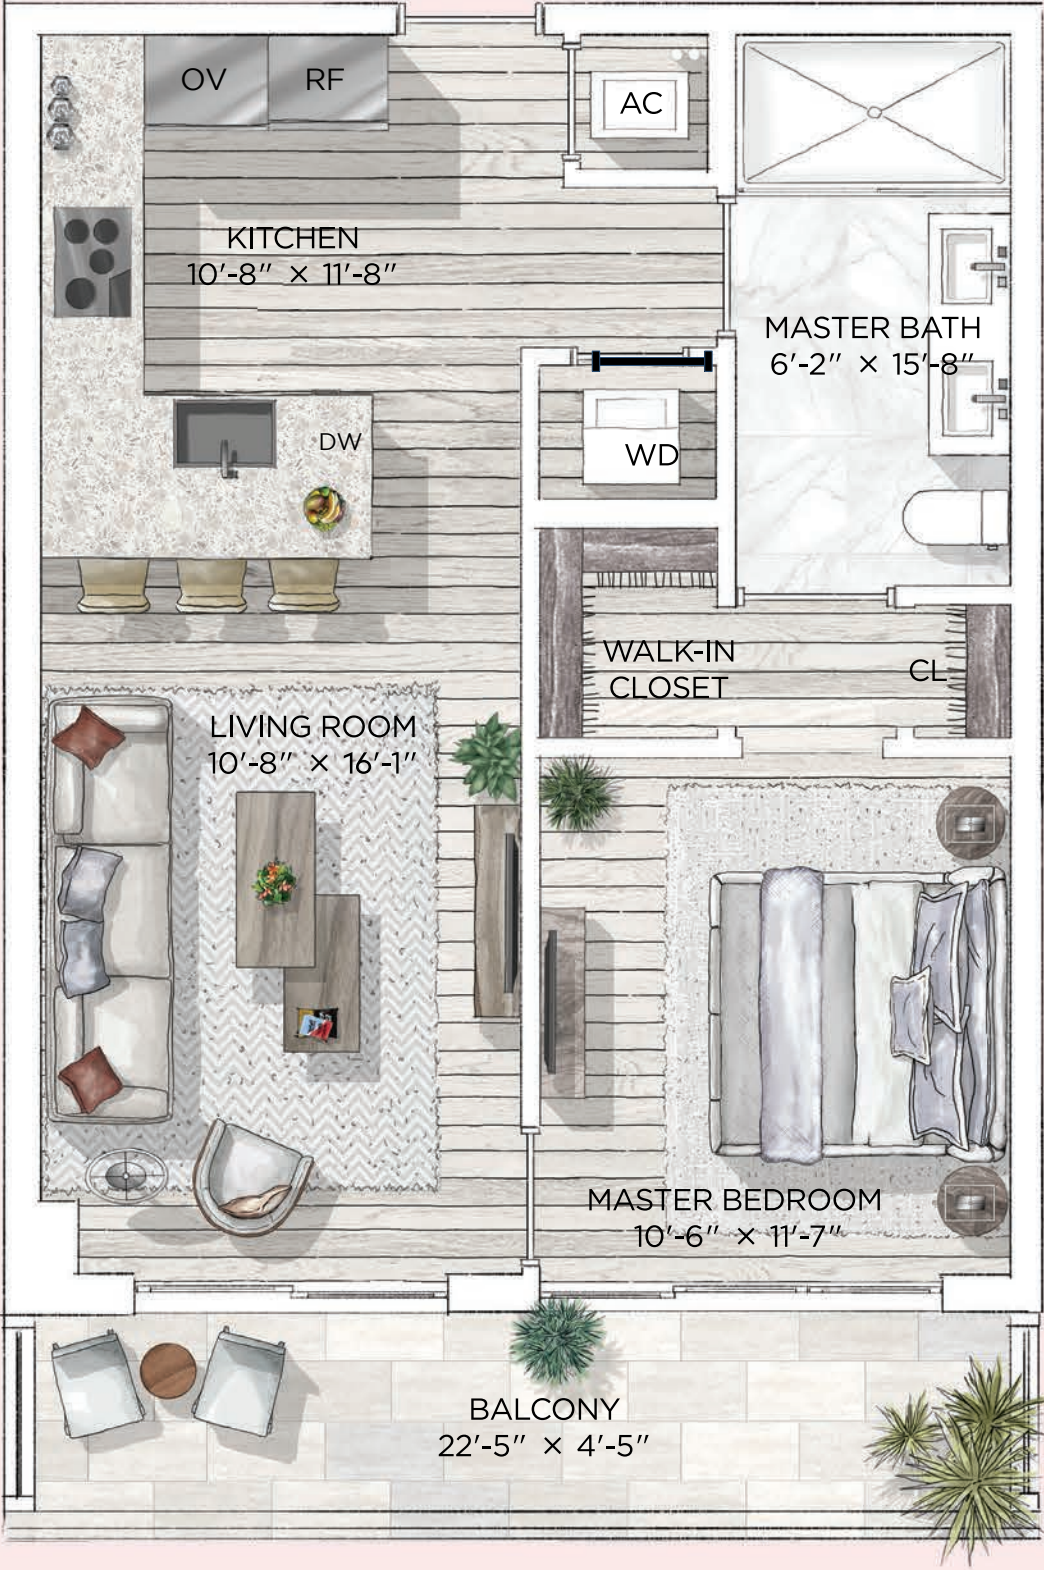 OV
RF
AC
KITCHEN
10'-8" × 11'-8"
MASTER BATH
6'-2" × 15'-8"
DW
WD
WALK-IN
CLOSET
CL
LIVING ROOM
10'-8" × 16'-1"
MASTER BEDROOM
10'-6" × 11'-7"
BALCONY
22'-5" × 4'-5"